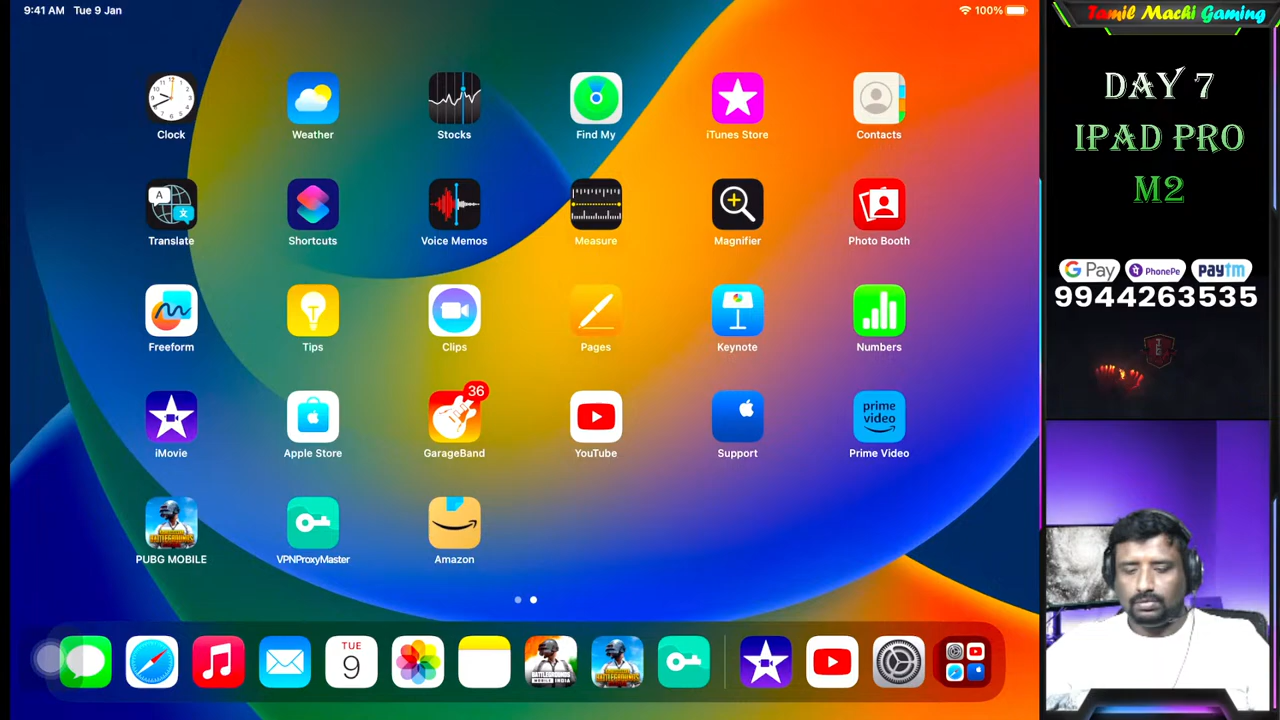 9:41 AM Tue 9 Jan
100%
Tamil Machi Gaming
Clock
Weather
Stocks
Find My
iTunes Store
Contacts
DAY 7
IPAD PRO
M2
A
Translate
Shortcuts
Voice Memos
Measure
Magnifier
Photo Booth
G Pay
PhonePe
paytm
9944263535
Freeform
Tips
Clips
Pages
Keynote
Numbers
36
prime video
iMovie
Apple Store
GarageBand
YouTube
Support
Prime Video
PUBG MOBILE
VPNProxyMaster
Amazon
TUE
9